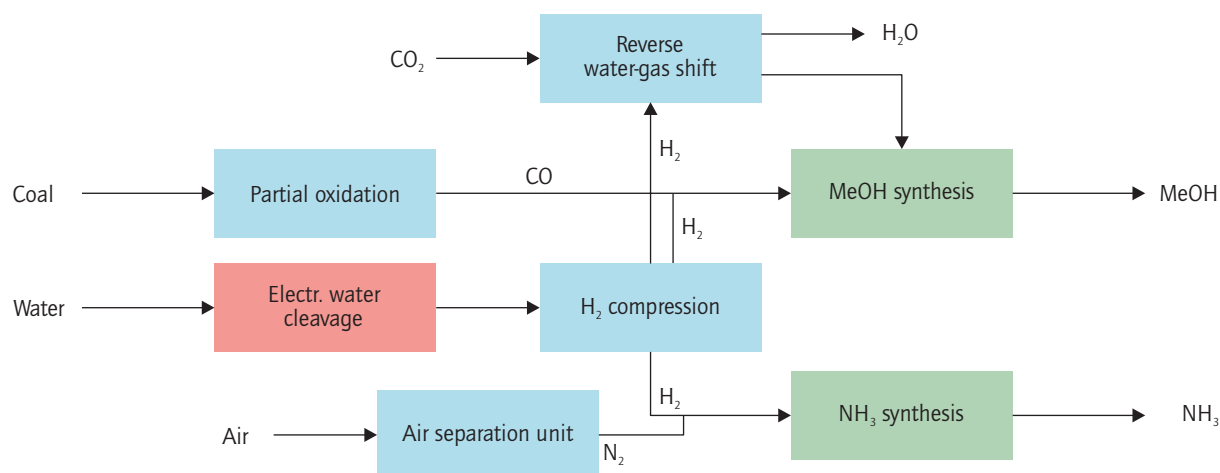 CO₂
Reverse
water-gas shift
H₂O
H₂
Coal
Partial oxidation
CO
MeOH synthesis
MeOH
H₂
Water
Electr. water
cleavage
H₂ compression
H₂
NH₃ synthesis
NH₃
Air
Air separation unit
N₂